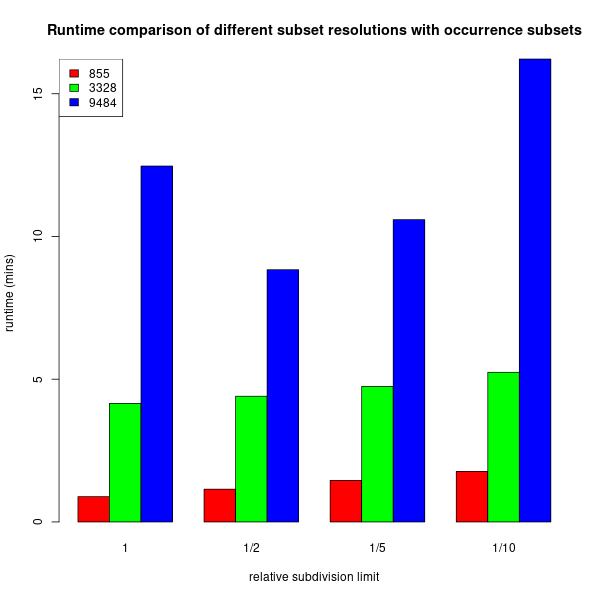 Runtime comparison of different subset resolutions with occurrence subsets
855
3328
9484
15
10
5
0
runtime (mins)
1 1/2 1/5 1/10
relative subdivision limit